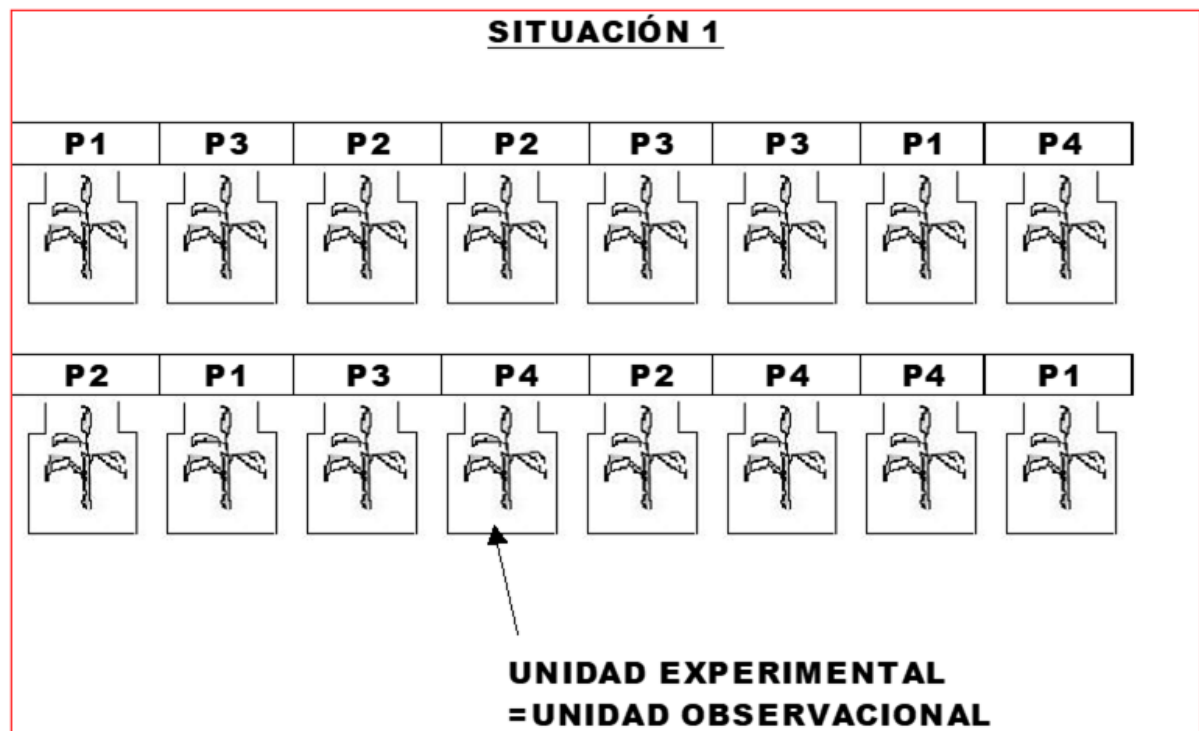 SITUACIÓN 1
P1 P3 P2 P2 P3 P3 P1 P4
P2 P1 P3 P4 P2 P4 P4 P1
UNIDAD EXPERIMENTAL
=UNIDAD OBSERVACIONAL